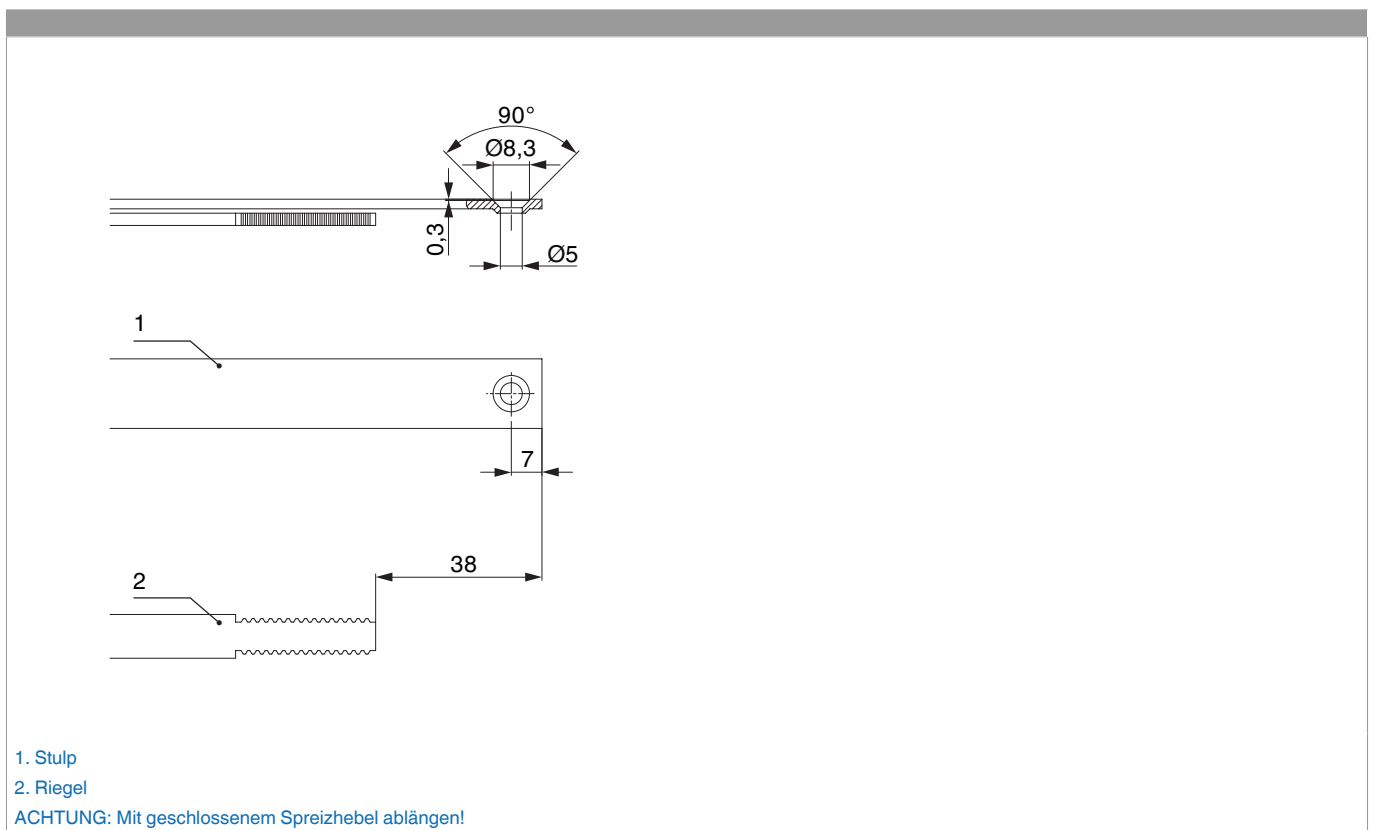 90°
Ø8,3
0,3
Ø5
1
7
38
2
1. Stulp
2. Riegel
ACHTUNG: Mit geschlossenem Spreizhebel ablängen!